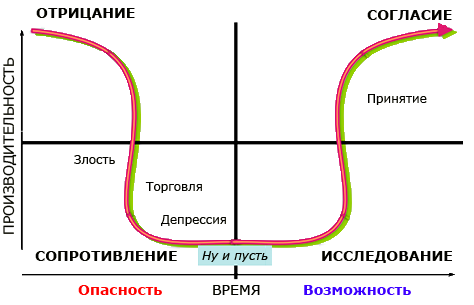 ОТРИЦАНИЕ
СОГЛАСИЕ
ПРОИЗВОДИТЕЛЬНОСТЬ
Принятие
Злость
Торговля
Депрессия
СОПРОТИВЛЕНИЕ
Ну и пусть
ИССЛЕДОВАНИЕ
Опасность
ВРЕМЯ
Возможность